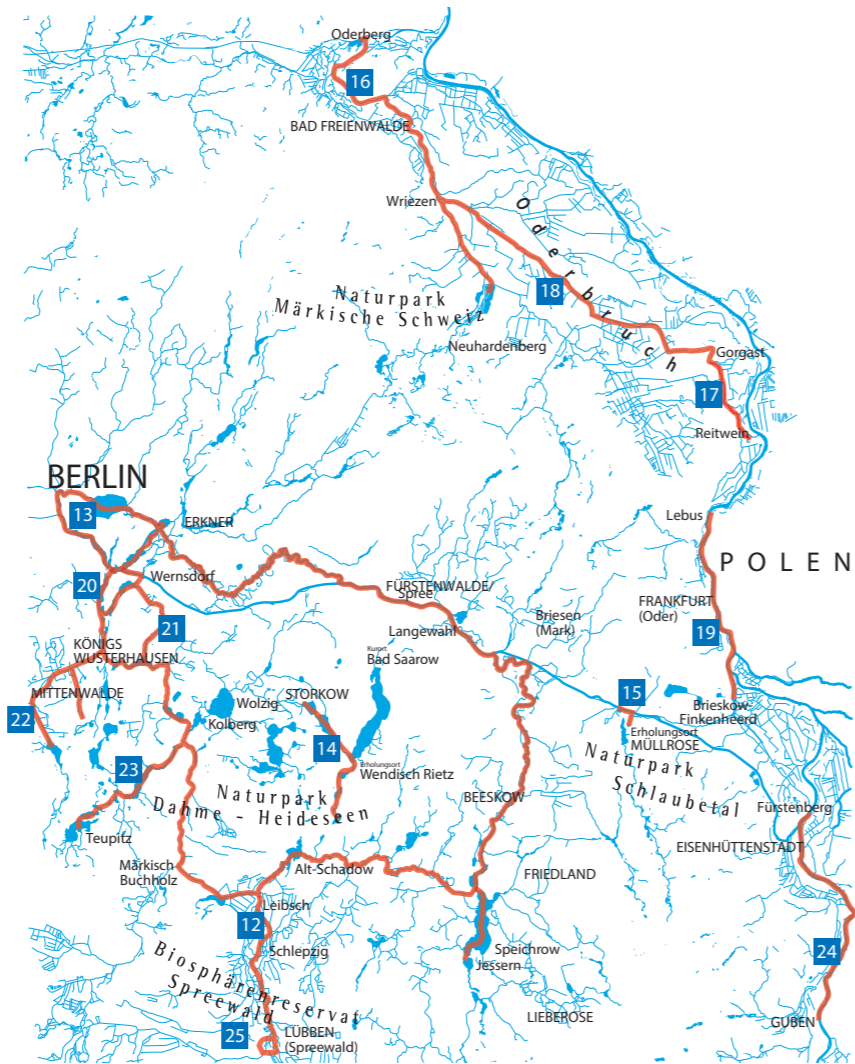 Oderberg
16
BAD FREIENWALDE
Wriezen
Oderbruch
18
Naturpark
Märkische Schweiz
Neuhardenberg
Gorgast
17
Reitwein
BERLIN
13
ERKNER
Lebus
POLEN
Wernsdorf
20
FÜRSTENWALDE/
Spree
FRANKFURT
(Oder)
Briesen
(Mark)
Langewahl
19
21
KÖNIGS
WUSTERHAUSEN
Kurort
Bad Saarow
MITTENWALDE
STORKOW
Wolzig
15
Brieskow-
Finkenheerd
22
Kolberg
Erholungsort
MÜLLROSE
14
Erholungsort
Wendisch Rietz
23
Naturpark
Schlaubetal
Naturpark
Dahme - Heideseen
BEESKOW
Fürstenberg
Teupitz
EISENHÜTTENSTADT
Märkisch
Buchholz
Alt-Schadow
FRIEDLAND
Leibsch
12
Schlepzig
Speichrow
Jessern
24
Biosphärenreservat
Spreewald
LIEBEROSE
GUBEN
25
LÜBBEN
(Spreewald)